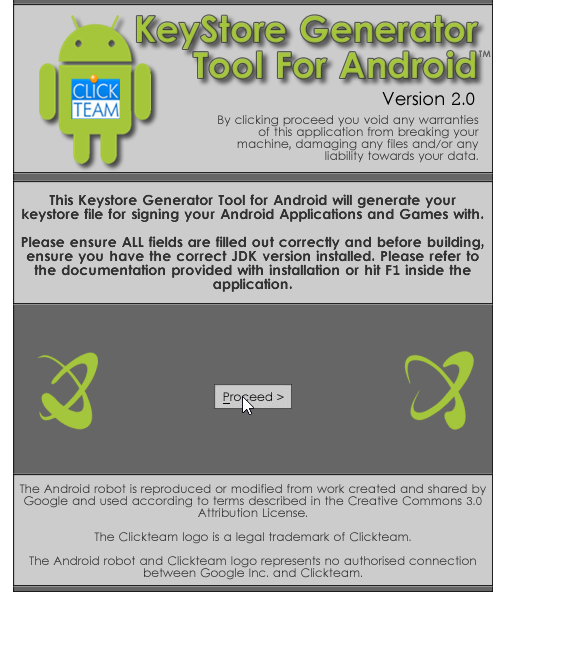 KeyStore Generator
Tool For Android™
CLICK
TEAM
Version 2.0
By clicking proceed you void any warranties
of this application from breaking your
machine, damaging any files and/or any
liability towards your data.
This Keystore Generator Tool for Android will generate your
keystore file for signing your Android Applications and Games with.
Please ensure ALL fields are filled out correctly and before building,
ensure you have the correct JDK version installed. Please refer to
the documentation provided with installation or hit F1 inside the
application.
Proceed >
The Android robot is reproduced or modified from work created and shared by
Google and used according to terms described in the Creative Commons 3.0
Attribution License.
The Clickteam logo is a legal trademark of Clickteam.
The Android robot and Clickteam logo represents no authorised connection
between Google Inc. and Clickteam.